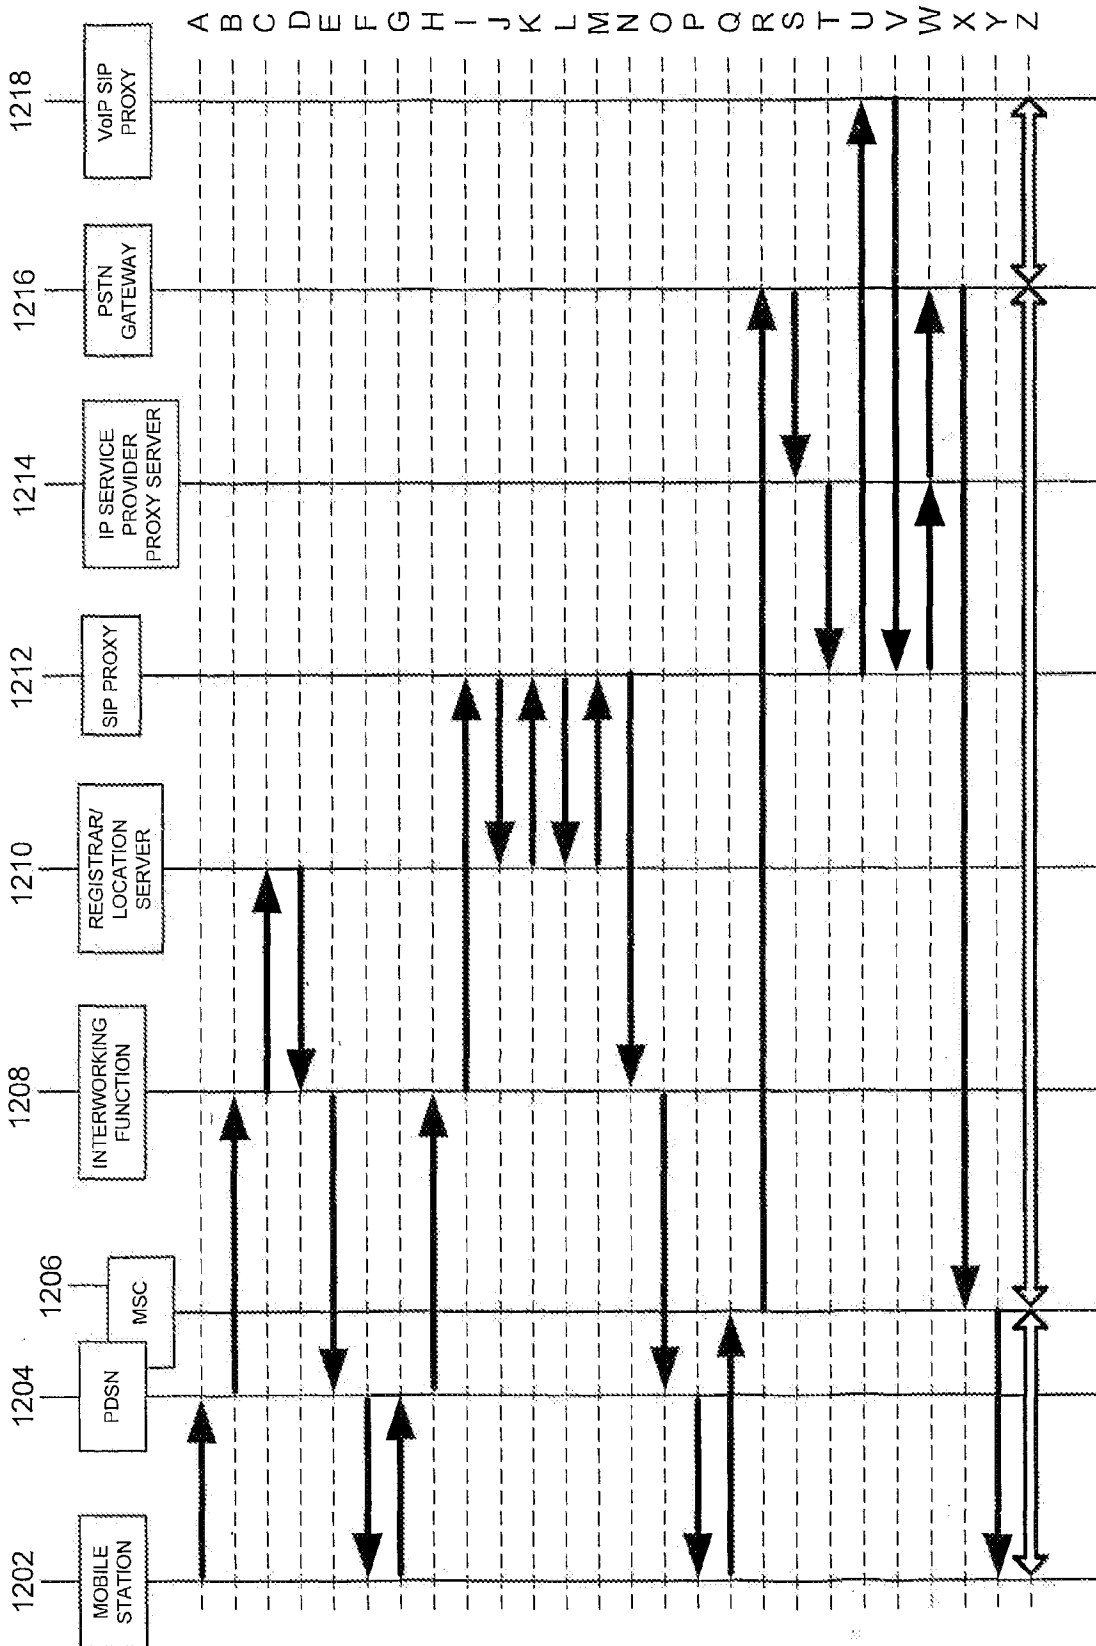 1202
1204
1206
1208
1210
1212
1214
1216
1218
MOBILE
STATION
PDSN
MSC
INTERWORKING
FUNCTION
REGISTRAR/
LOCATION
SERVER
SIP PROXY
IP SERVICE
PROVIDER
PROXY SERVER
PSTN
GATEWAY
VoIP SIP
PROXY
A
B
C
D
E
F
G
H
I
J
K
L
M
N
O
P
Q
R
S
T
U
V
W
X
Y
Z